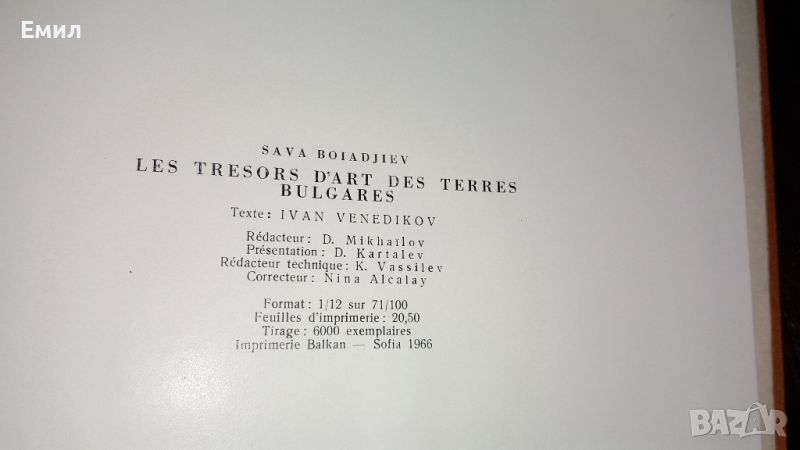 Емил
SAVA BOIADJIEV
LES TRESORS D'ART DES TERRES
BULGARES
Texte: IVAN VENEDIKOV
Rédacteur: D. Mikhaïlov
Présentation: D. Kartalev
Rédacteur technique: K. Vassilev
Correcteur: Nina Alcalay
Format: 1/12 sur 71/100
Feuilles d'imprimerie: 20,50
Tirage: 6000 exemplaires
Imprimerie Balkan — Sofia 1966
BAZAR